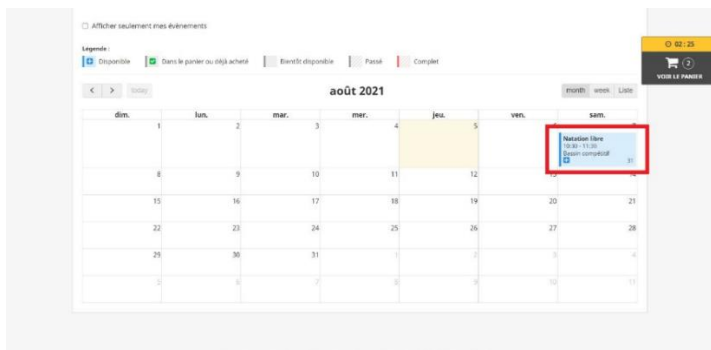 Afficher seulement mes évènements
Légende :
Disponible Dans le panier ou déjà acheté Bientôt disponible Passé Complet
02 : 25
2
VOIR LE PANIER
< > today août 2021 month week Liste
dim. lun. mar. mer. jeu. ven. sam.
1 2 3 4 5 6 7
Natation libre
10:30 - 11:35
Bassin compétitif
8 9 10 11 12 13 14
15 16 17 18 19 20 21
22 23 24 25 26 27 28
29 30 31 1 2 3 4
5 6 7 8 9 10 11